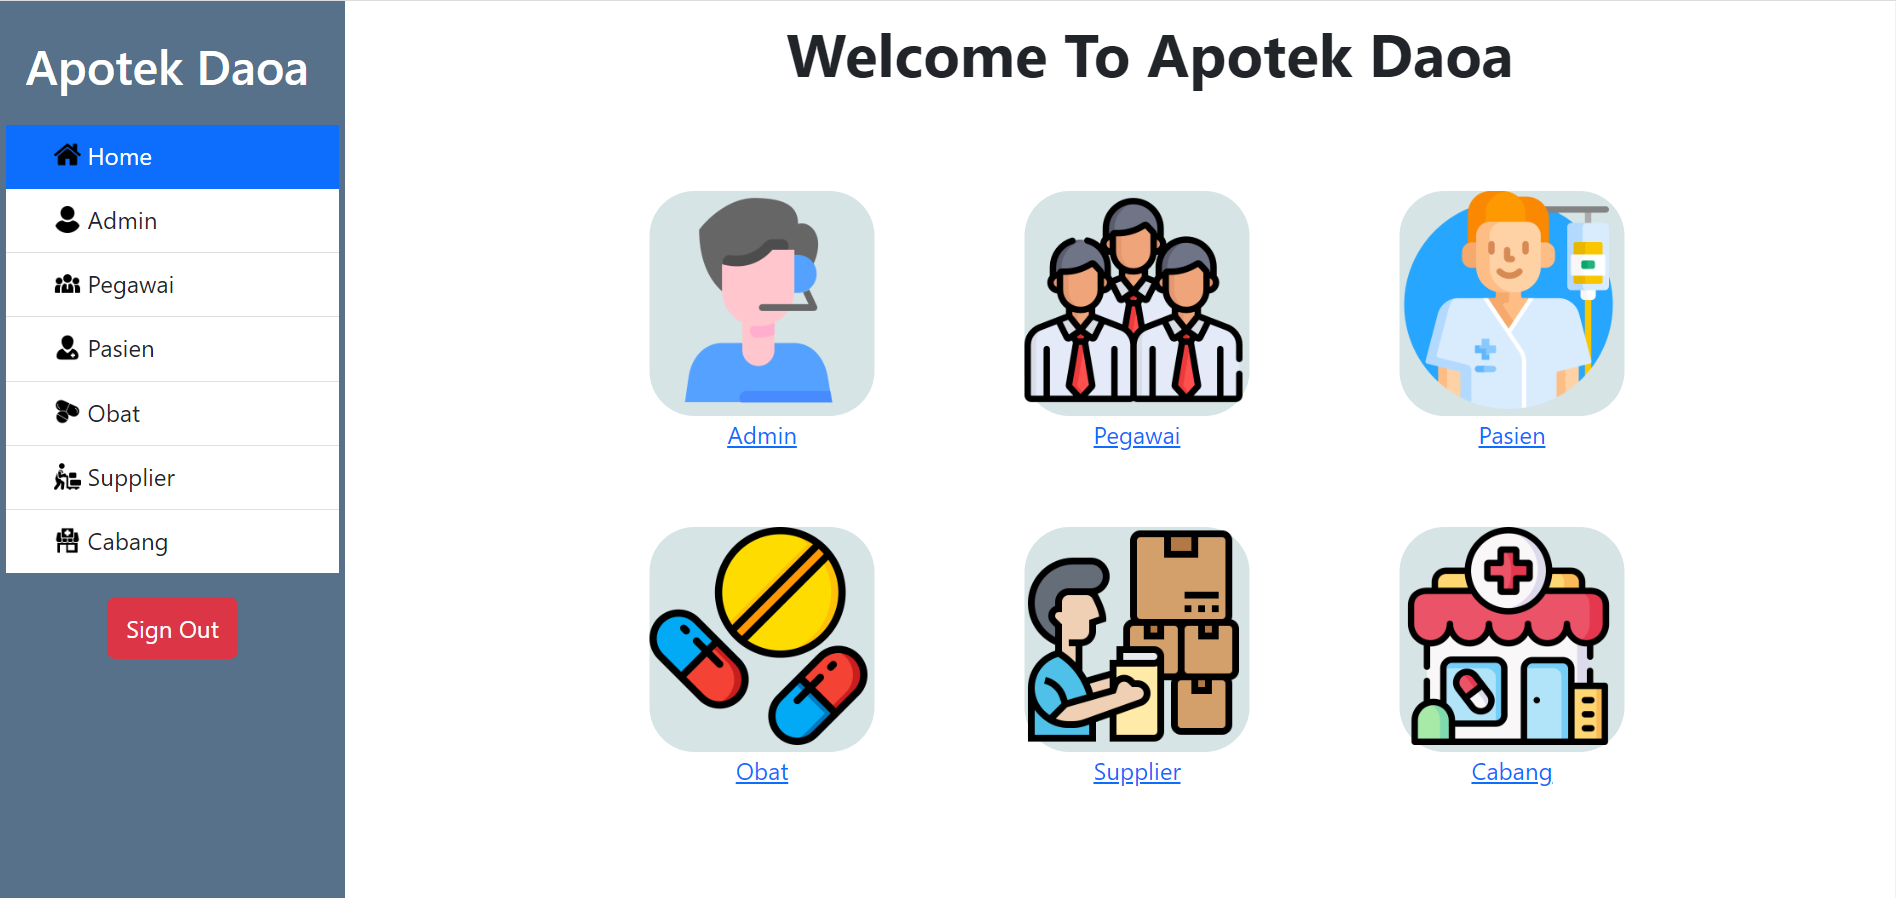 Apotek Daoa
Home
Admin
Pegawai
Pasien
Obat
Supplier
Cabang
Sign Out
Welcome To Apotek Daoa
Admin
Pegawai
Pasien
Obat
Supplier
Cabang